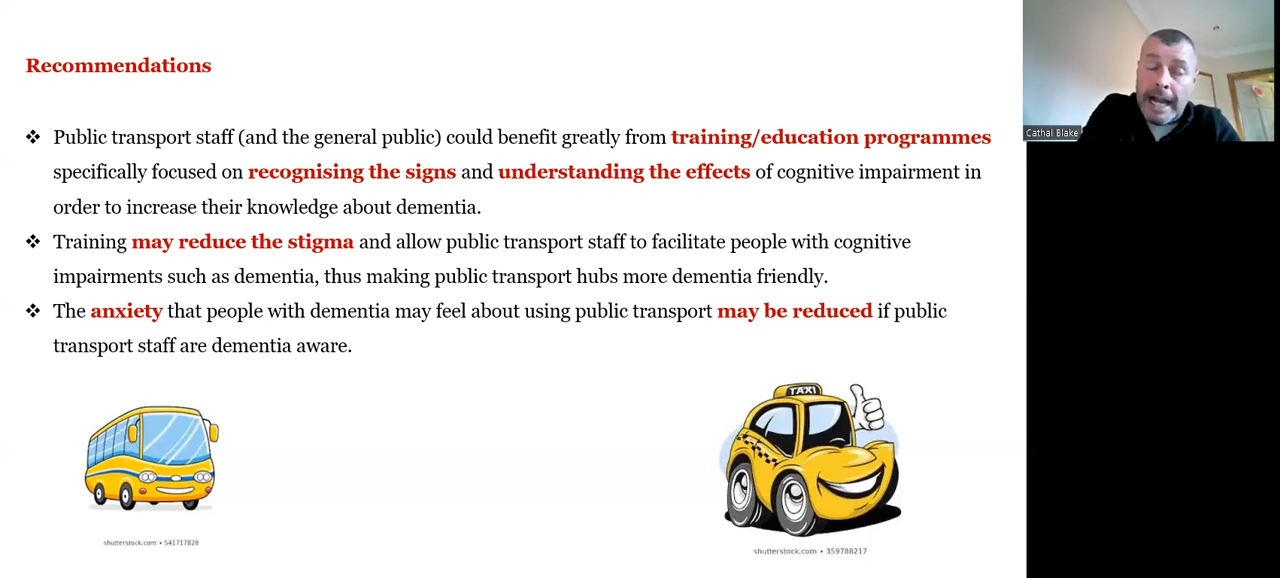 Recommendations
❖ Public transport staff (and the general public) could benefit greatly from training/education programmes
specifically focused on recognising the signs and understanding the effects of cognitive impairment in
order to increase their knowledge about dementia.
❖ Training may reduce the stigma and allow public transport staff to facilitate people with cognitive
impairments such as dementia, thus making public transport hubs more dementia friendly.
❖ The anxiety that people with dementia may feel about using public transport may be reduced if public
transport staff are dementia aware.
TAXI
shutterstock.com • 541717828
shutterstock.com • 359788217
Cathal Blake